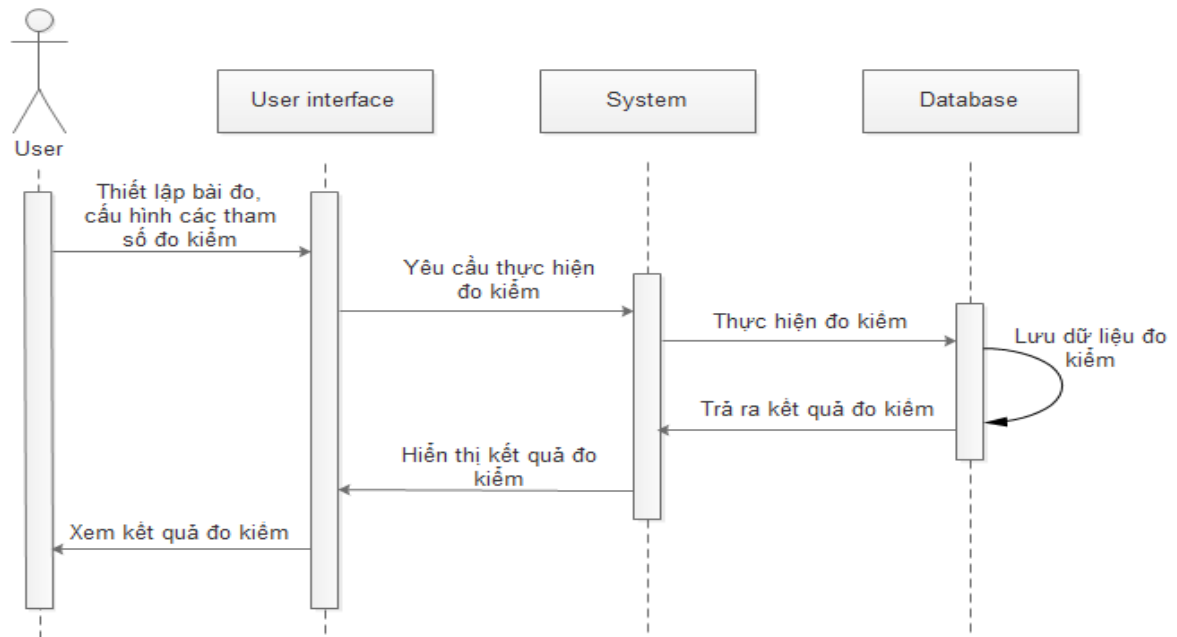 User interface
System
Database
User
Thiết lập bài đo,
cấu hình các tham
số đo kiểm
Yêu cầu thực hiện
đo kiểm
Thực hiện đo kiểm
Lưu dữ liệu đo
kiểm
Trả ra kết quả đo kiểm
Hiển thị kết quả đo
kiểm
Xem kết quả đo kiểm